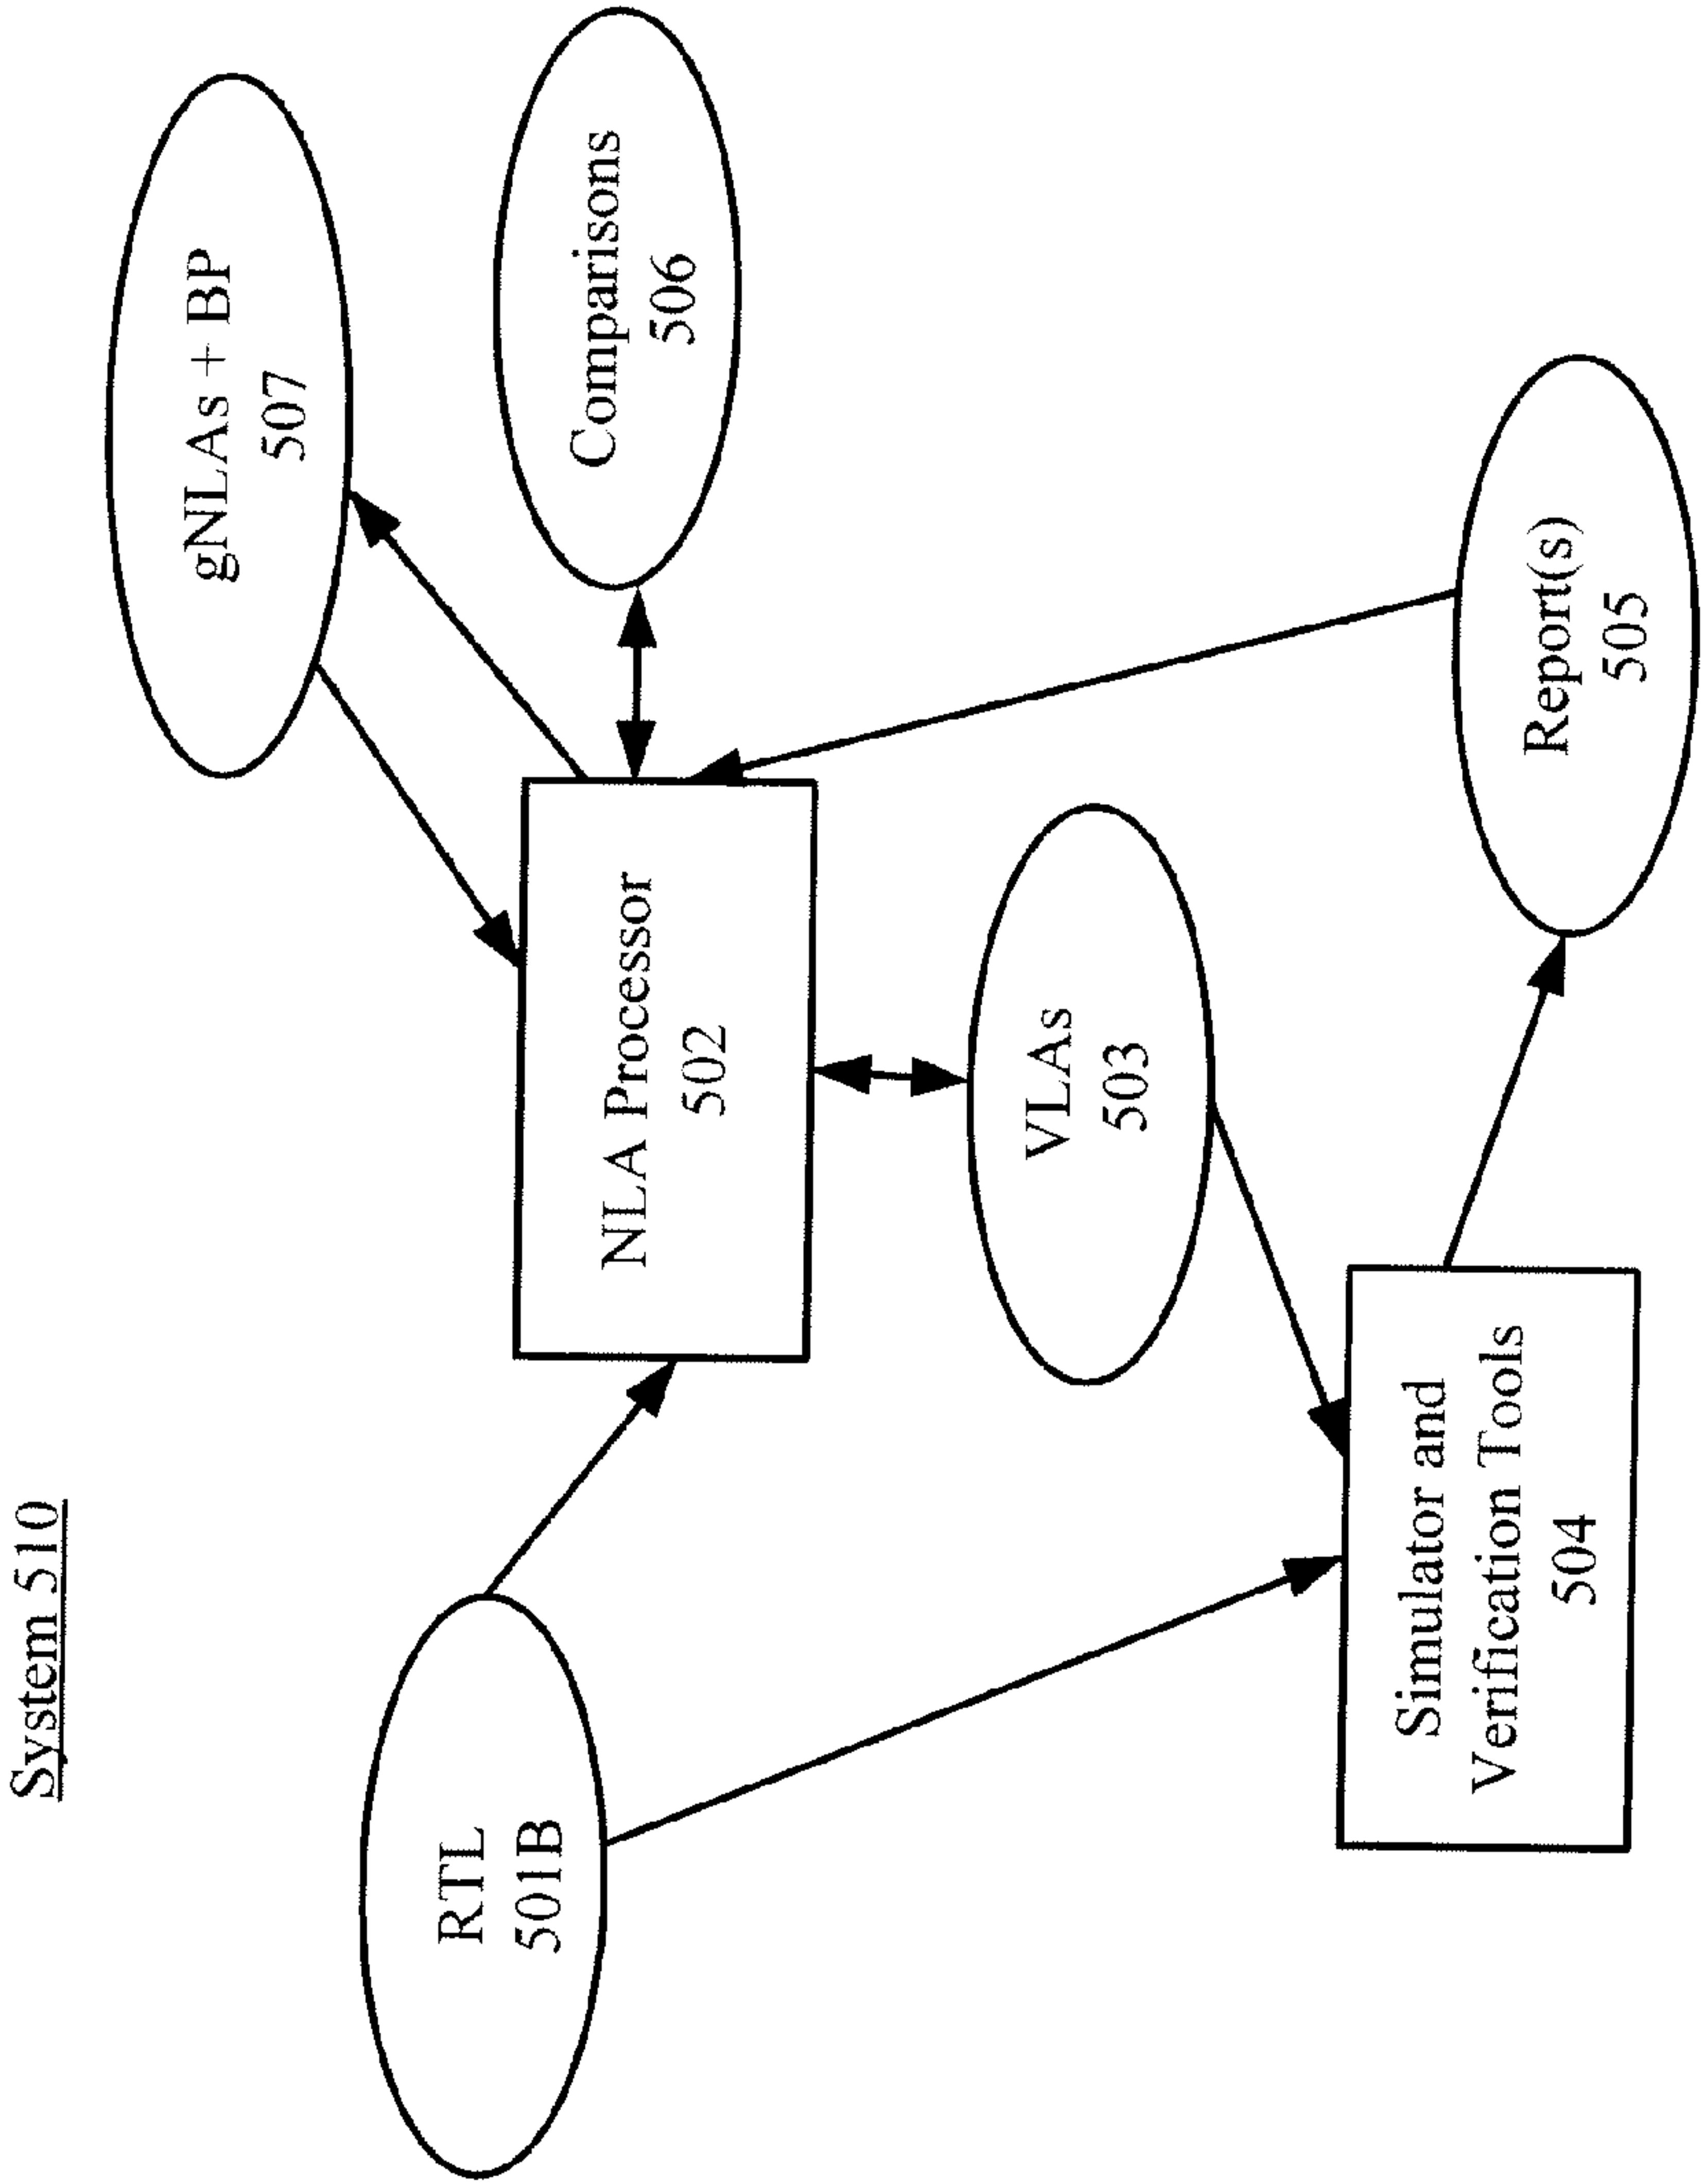 System 510
gNLAs + BP
507
RTL
501B
NLA Processor
502
Comparisons
506
VLAs
503
Simulator and
Verification Tools
504
Report(s)
505